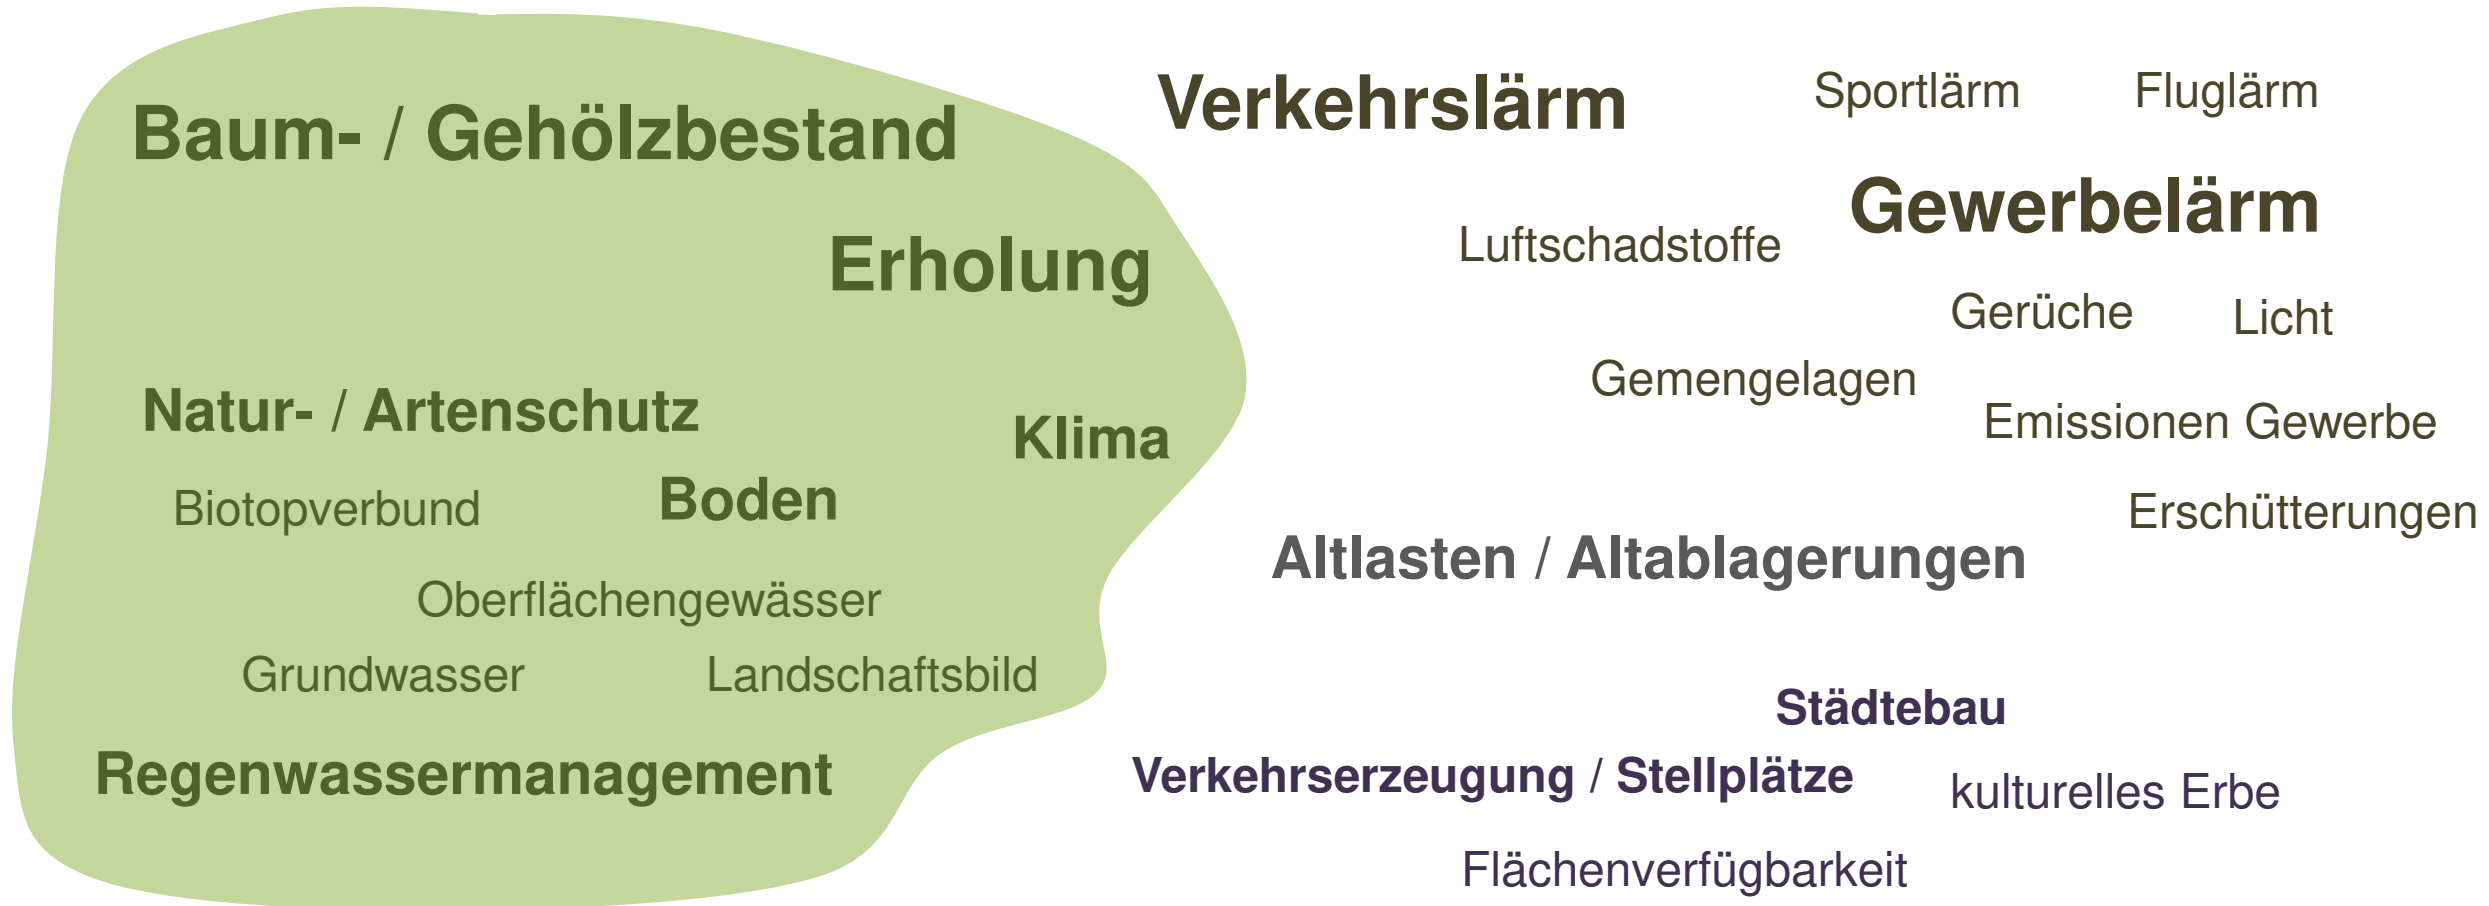 Baum- / Gehölzbestand
Erholung
Natur- / Artenschutz
Klima
Biotopverbund
Boden
Oberflächengewässer
Grundwasser
Landschaftsbild
Regenwassermanagement
Verkehrslärm
Sportlärm
Fluglärm
Gewerbelärm
Luftschadstoffe
Gerüche
Licht
Gemengelagen
Emissionen Gewerbe
Erschütterungen
Altlasten / Altablagerungen
Städtebau
Verkehrserzeugung / Stellplätze
kulturelles Erbe
Flächenverfügbarkeit